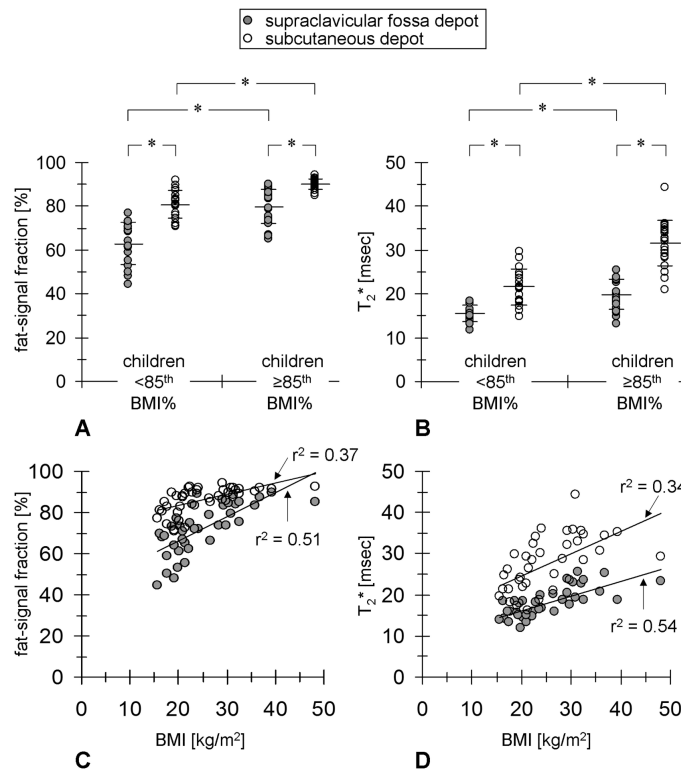 supraclavicular fossa depot
subcutaneous depot
* *
* *
* * * *
100
80
60
40
20
0
fat-signal fraction [%]
children
<85th
BMI%
children
≥85th
BMI%
A
50
40
30
20
10
0
T2* [msec]
children
<85th
BMI%
children
≥85th
BMI%
B
r2 = 0.37
r2 = 0.51
100
80
60
40
20
0
fat-signal fraction [%]
0 10 20 30 40 50
BMI [kg/m2]
C
r2 = 0.34
r2 = 0.54
50
40
30
20
10
0
T2* [msec]
0 10 20 30 40 50
BMI [kg/m2]
D